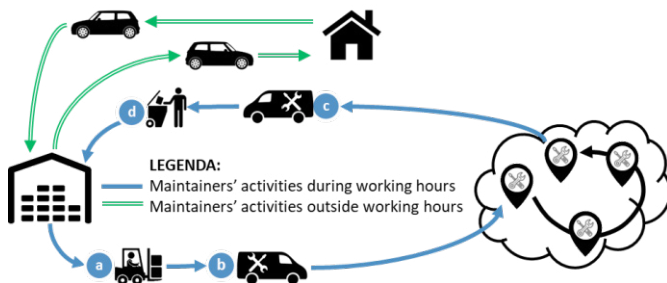 d
c
LEGENDA:
Maintainers' activities during working hours
Maintainers' activities outside working hours
a
b